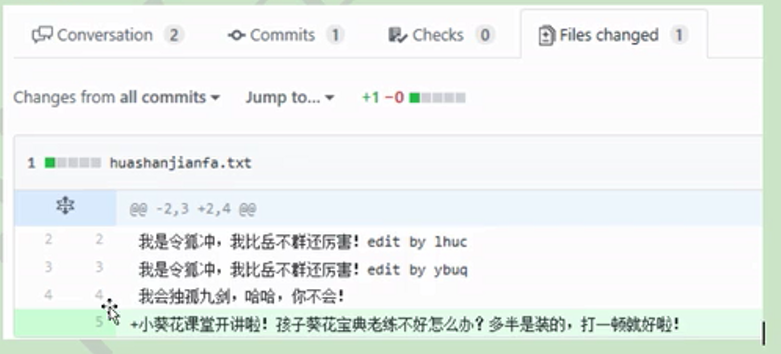 Conversation 2 Commits 1 Checks 0 Files changed 1
Changes from all commits Jump to... +1 −0
1 huashanjianfa.txt
@@ -2,3 +2,4 @@
2 2 我是令狐冲，我比岳不群还厉害！edit by lhuc
3 3 我是令狐冲，我比岳不群还厉害！edit by ybuq
4 4 我会独孤九剑，哈哈，你不会！
5 +小葵花课堂开讲啦！孩子葵花宝典老练不好怎么办？多半是装的，打一顿就好啦！